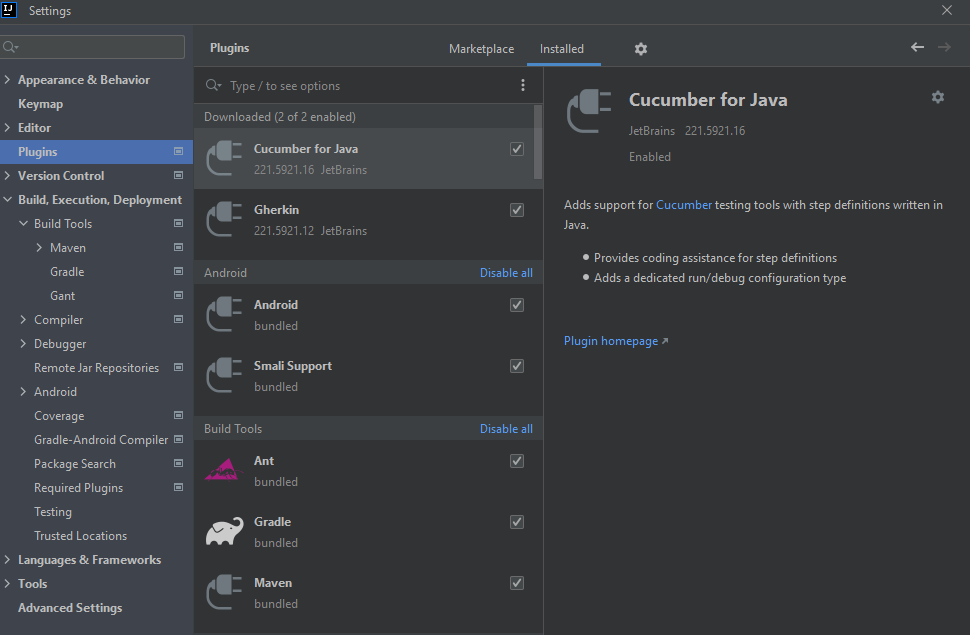 IJ
Settings
Appearance & Behavior
Keymap
Editor
Plugins
Version Control
Build, Execution, Deployment
Build Tools
Maven
Gradle
Gant
Compiler
Debugger
Remote Jar Repositories
Android
Coverage
Gradle-Android Compiler
Package Search
Required Plugins
Testing
Trusted Locations
Languages & Frameworks
Tools
Advanced Settings
Plugins
Marketplace
Installed
Type / to see options
Downloaded (2 of 2 enabled)
Cucumber for Java
221.5921.16 JetBrains
Gherkin
221.5921.12 JetBrains
Android Disable all
Android
bundled
Smali Support
bundled
Build Tools Disable all
Ant
bundled
Gradle
bundled
Maven
bundled
Cucumber for Java
JetBrains 221.5921.16
Enabled
Adds support for Cucumber testing tools with step definitions written in
Java.
• Provides coding assistance for step definitions
• Adds a dedicated run/debug configuration type
Plugin homepage ↗